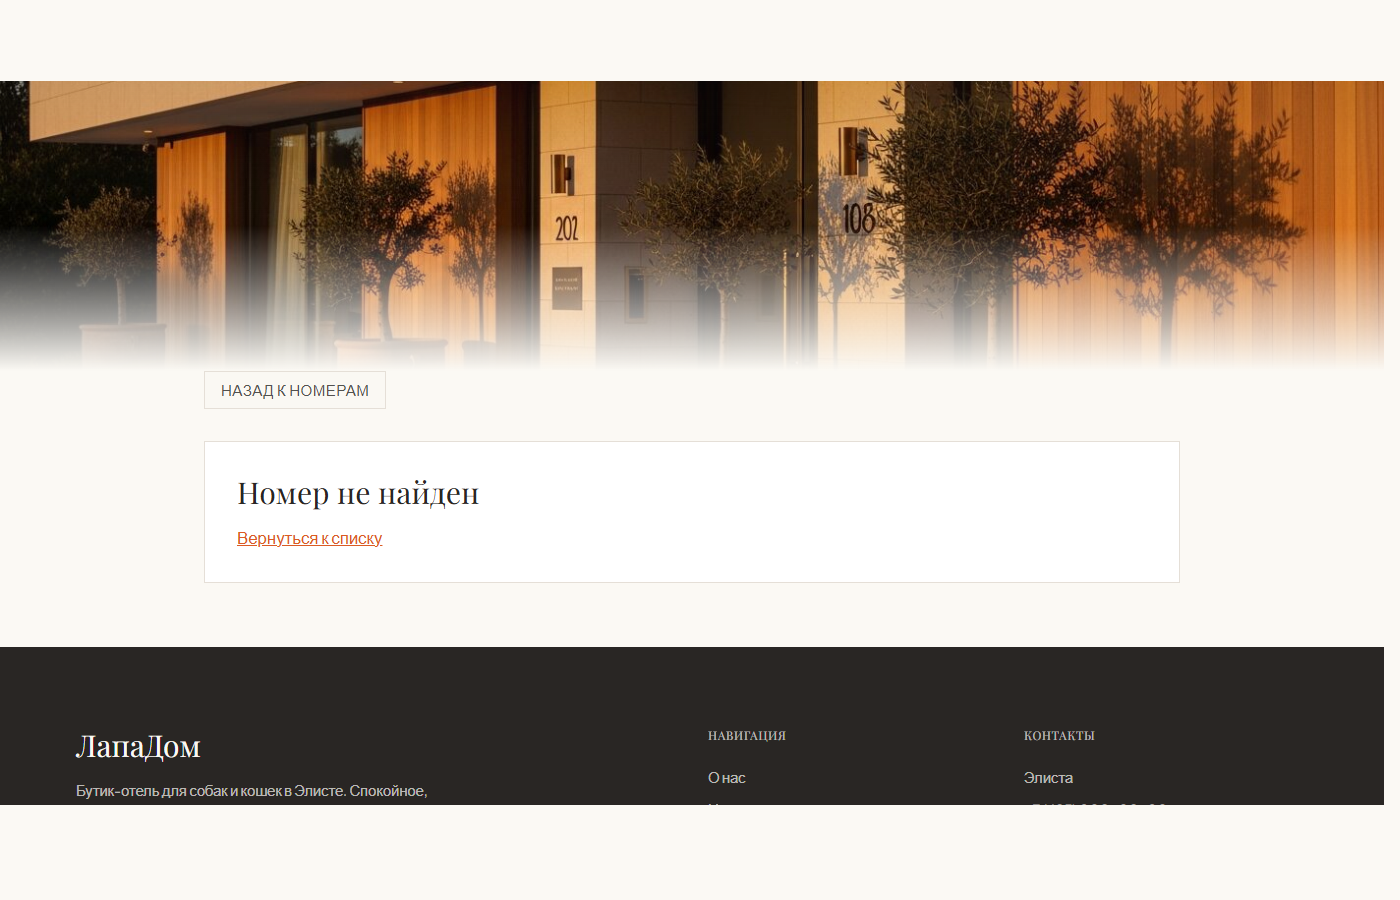 202
108
НАЗАД К НОМЕРАМ
Номер не найден
Вернуться к списку
ЛапаДом
Бутик-отель для собак и кошек в Элисте. Спокойное,
НАВИГАЦИЯ
О нас
КОНТАКТЫ
Элиста